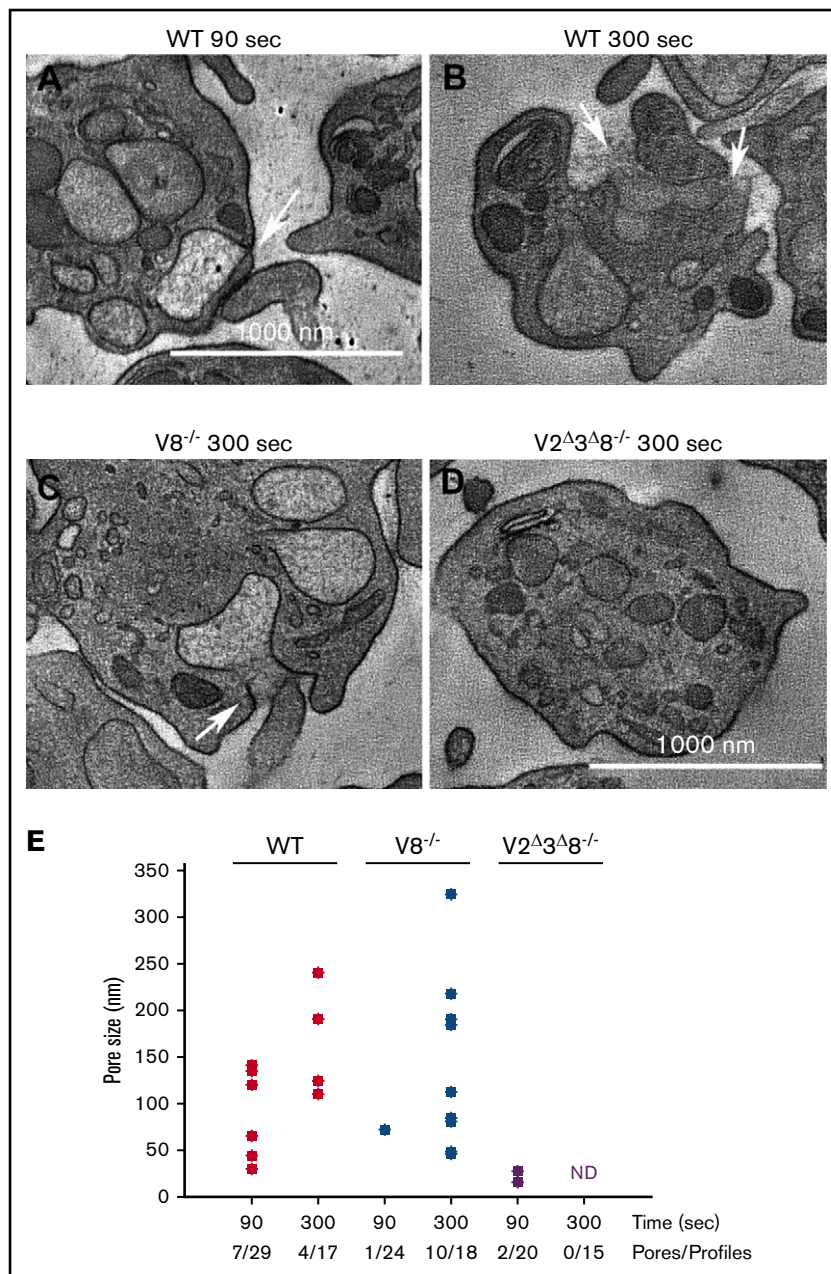 WT 90 sec
WT 300 sec
A
B
1000 nm
V8-/- 300 sec
V2Δ3Δ8-/- 300 sec
C
D
1000 nm
E
WT
V8-/-
V2Δ3Δ8-/-
Pore size (nm)
350
300
250
200
150
100
50
0
ND
90 300 90 300 90 300 Time (sec)
7/29 4/17 1/24 10/18 2/20 0/15 Pores/Profiles